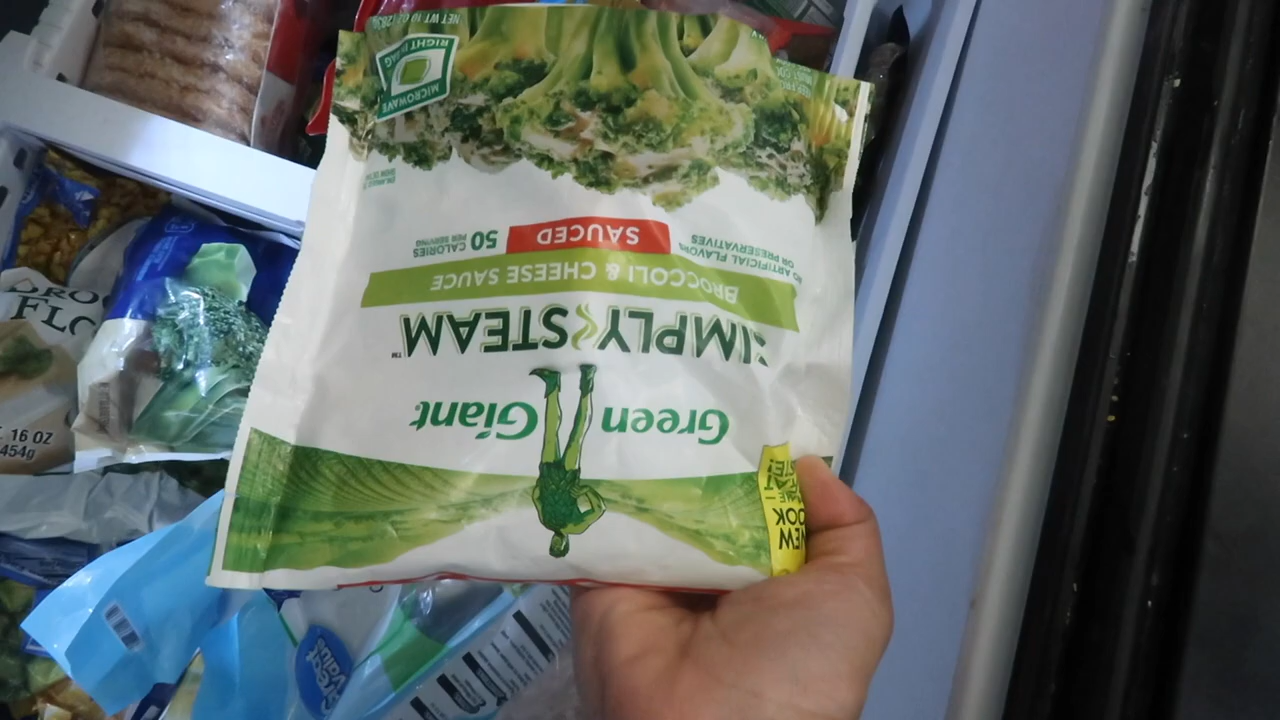 Green Giant
SIMPLY STEAM™
BROCCOLI & CHEESE SAUCE
SAUCED
NO ARTIFICIAL FLAVORS
OR PRESERVATIVES
50 CALORIES
PER SERVING
NEW
LOOK
MICROWAVE
RIGHT IN BAG
NET WT 10 OZ (283g)
16 OZ
454g